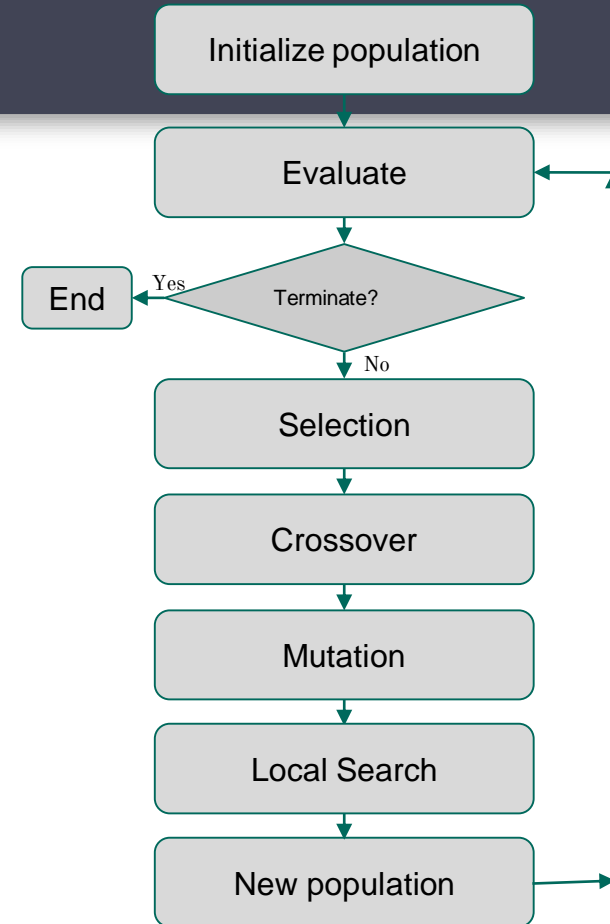 Initialize population
Evaluate
Terminate?
Yes
End
No
Selection
Crossover
Mutation
Local Search
New population